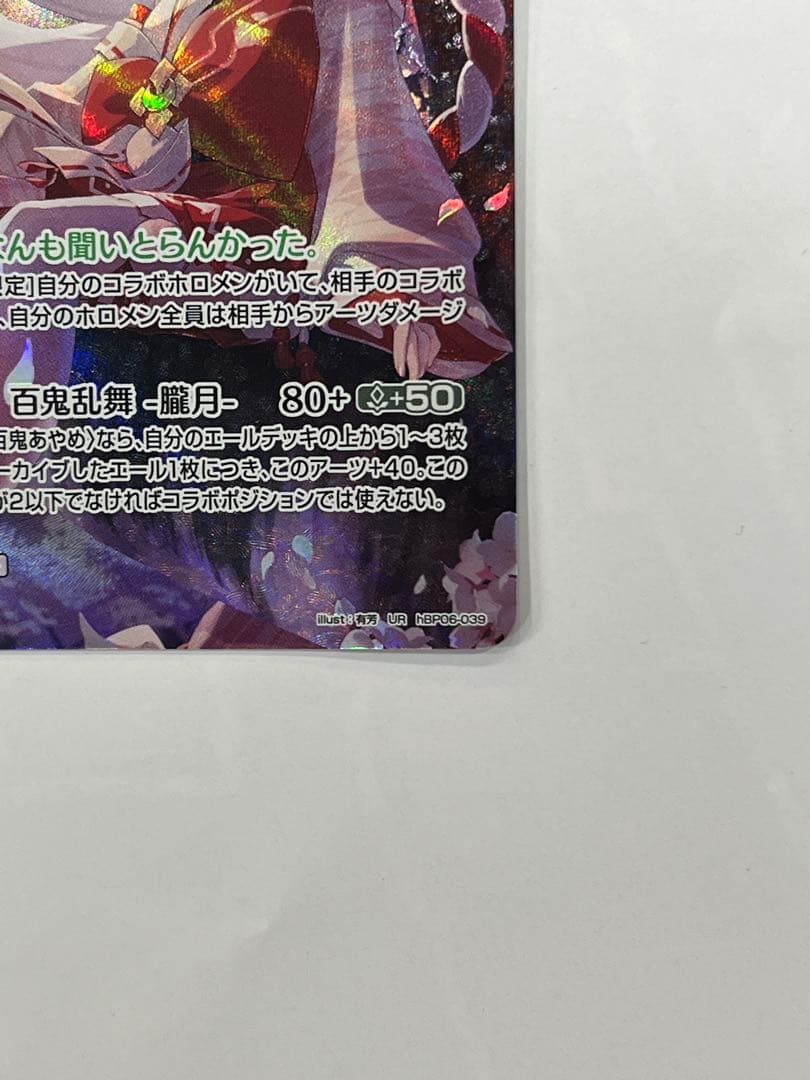 んも聞いとらんかった。
定]自分のコラボホロメンがいて、相手のコラボ
、自分のホロメン全員は相手からアーツダメージ
百鬼乱舞 -朧月- 80+ +50
百鬼あやめ〉なら、自分のエールデッキの上から1~3枚
ーカイブしたエール1枚につき、このアーツ+40。この
が2以下でなければコラボポジションでは使えない。
illust:有芳 UR hBP06-039